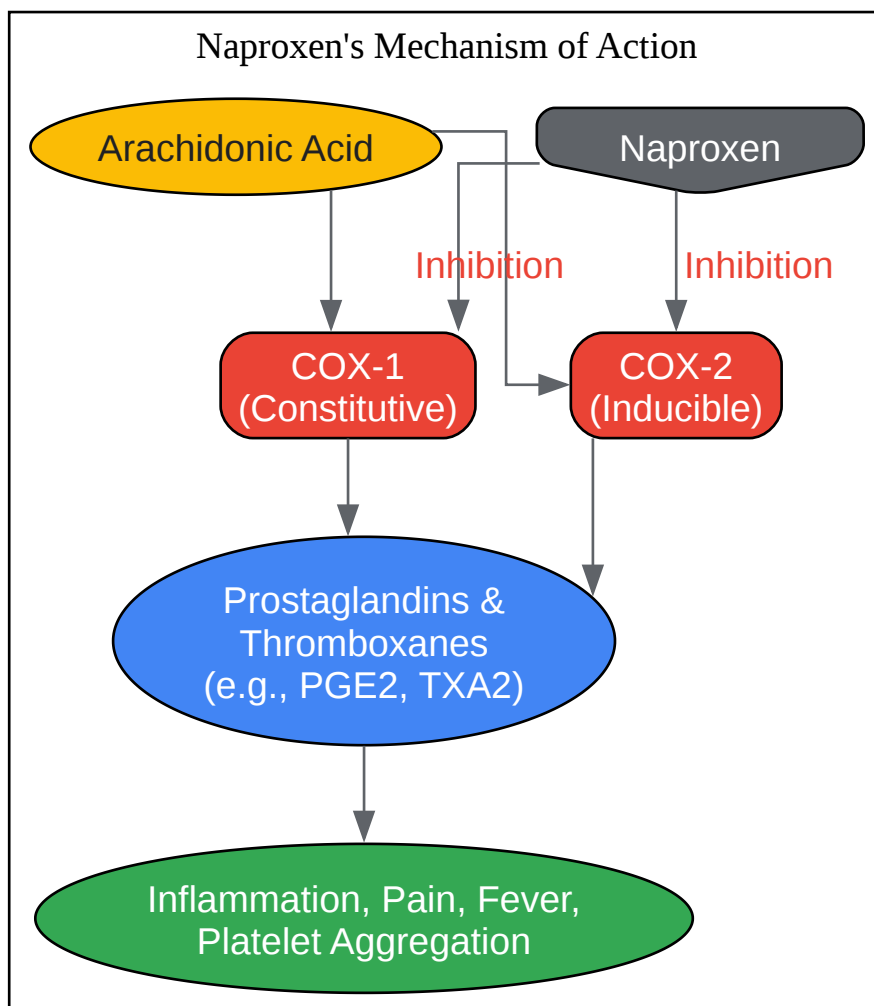 Naproxen's Mechanism of Action
Arachidonic Acid
Naproxen
Inhibition
Inhibition
COX-1
(Constitutive)
COX-2
(Inducible)
Prostaglandins &
Thromboxanes
(e.g., PGE2, TXA2)
Inflammation, Pain, Fever,
Platelet Aggregation